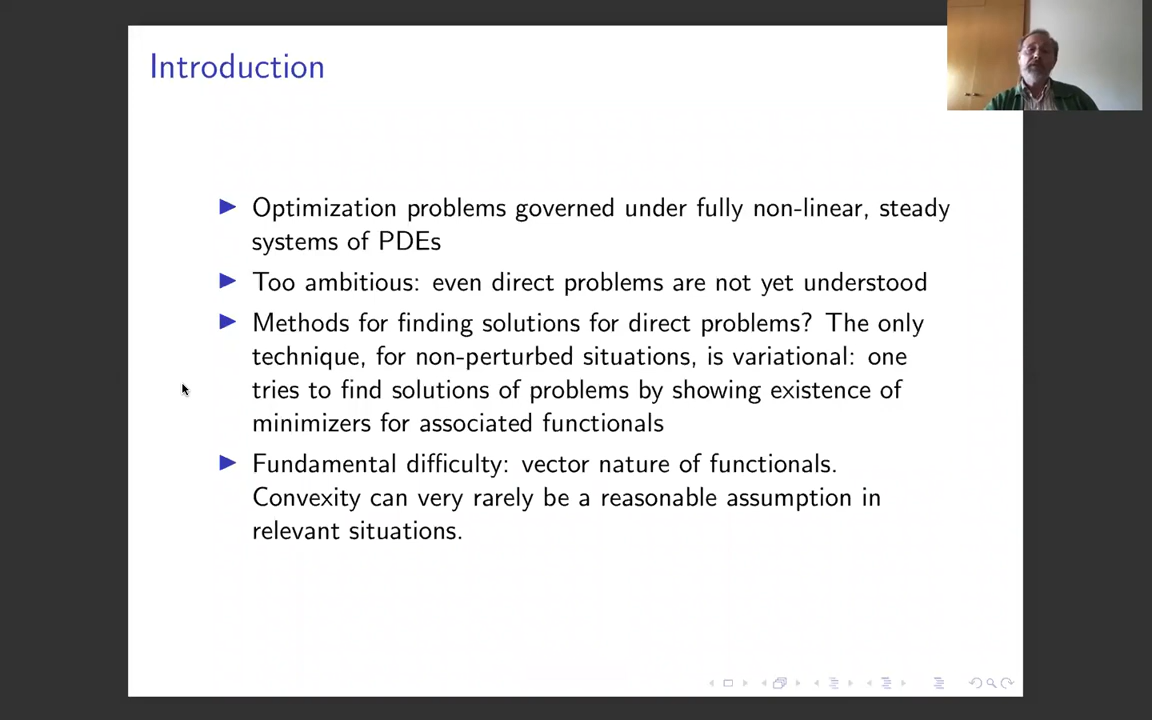 Introduction
Optimization problems governed under fully non-linear, steady
systems of PDEs
Too ambitious: even direct problems are not yet understood
Methods for finding solutions for direct problems? The only
technique, for non-perturbed situations, is variational: one
tries to find solutions of problems by showing existence of
minimizers for associated functionals
Fundamental difficulty: vector nature of functionals.
Convexity can very rarely be a reasonable assumption in
relevant situations.